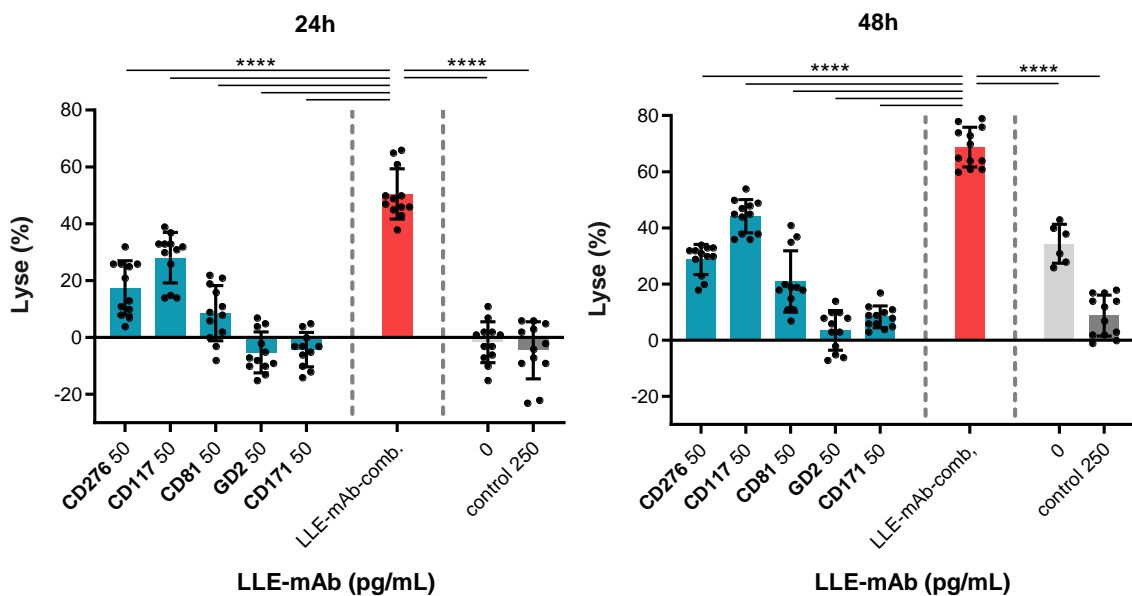 24h
****
****
Lyse (%)
80
60
40
20
0
-20
CD276 50
CD117 50
CD81 50
GD2 50
CD171 50
LLE-mAb-comb.
0
control 250
LLE-mAb (pg/mL)
48h
****
****
Lyse (%)
80
60
40
20
0
-20
CD276 50
CD117 50
CD81 50
GD2 50
CD171 50
LLE-mAb-comb,
0
control 250
LLE-mAb (pg/mL)